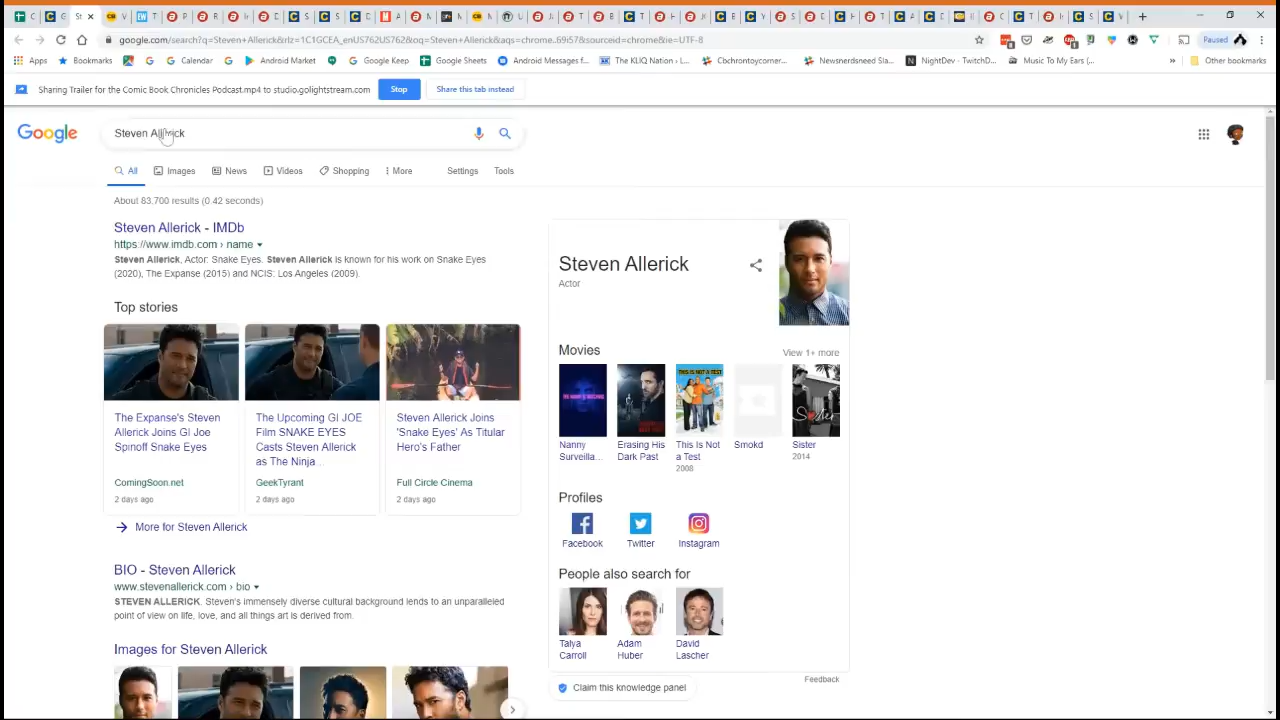 google.com/search?q=Steven+Allerick&rlz=1C1GCEA_enUS762US762&oq=Steven+Allerick&aqs=chrome..69i57&sourceid=chrome&ie=UTF-8
Paused
Apps
Bookmarks
Calendar
Android Market
Google Keep
Google Sheets
Android Messages f...
The KLIQ Nation › L...
Cbchrontoycorner...
Newsnerdsneed Sla...
NightDev - TwitchD...
Music To My Ears (...
»
Other bookmarks
Sharing Trailer for the Comic Book Chronicles Podcast.mp4 to studio.golightstream.com
Stop
Share this tab instead
Google
Steven Allerick
All
Images
News
Videos
Shopping
More
Settings
Tools
About 83,700 results (0.42 seconds)
Steven Allerick - IMDb
https://www.imdb.com › name
Steven Allerick, Actor: Snake Eyes. Steven Allerick is known for his work on Snake Eyes
(2020), The Expanse (2015) and NCIS: Los Angeles (2009).
Top stories
The Expanse's Steven
Allerick Joins GI Joe
Spinoff Snake Eyes
ComingSoon.net
2 days ago
The Upcoming GI JOE
Film SNAKE EYES
Casts Steven Allerick
as The Ninja...
GeekTyrant
2 days ago
Steven Allerick Joins
'Snake Eyes' As Titular
Hero's Father
Full Circle Cinema
2 days ago
More for Steven Allerick
BIO - Steven Allerick
www.stevenallerick.com › bio
STEVEN ALLERICK. Steven's immensely diverse cultural background lends to an unparalleled
point of view on life, love, and all things art is derived from.
Images for Steven Allerick
Steven Allerick
Actor
Movies
View 1+ more
Nanny
Surveilla...
Erasing His
Dark Past
This Is Not
a Test
2008
Smokd
Sister
2014
Profiles
Facebook
Twitter
Instagram
People also search for
Talya
Carroll
Adam
Huber
David
Lascher
Claim this knowledge panel
Feedback